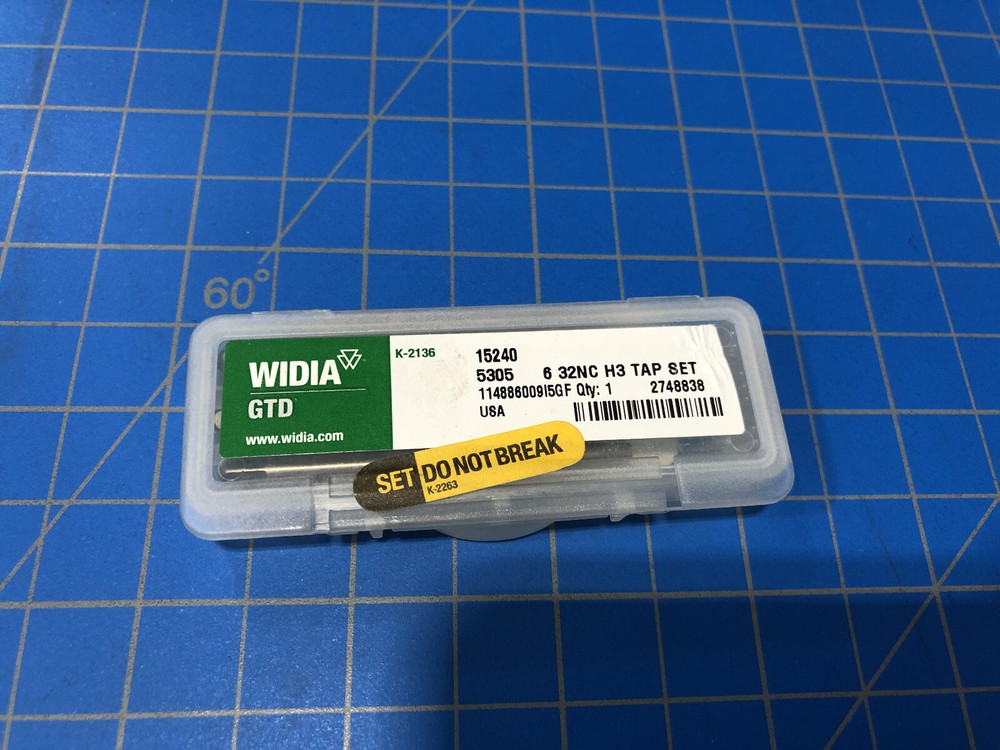 60°
WIDIA
GTD
www.widia.com
K-2136
15240
5305 6 32NC H3 TAP SET
114886009I5GF Qty: 1 2748838
USA
SET DO NOT BREAK
K-2263